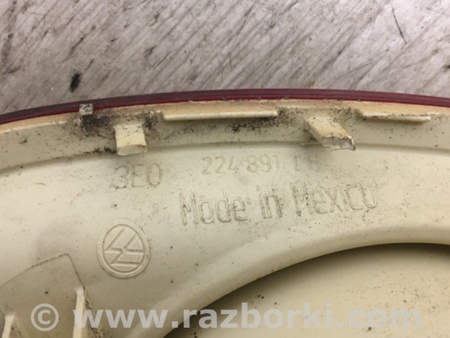 3E0 224 891
Made in Mexico
© www.razborki.com